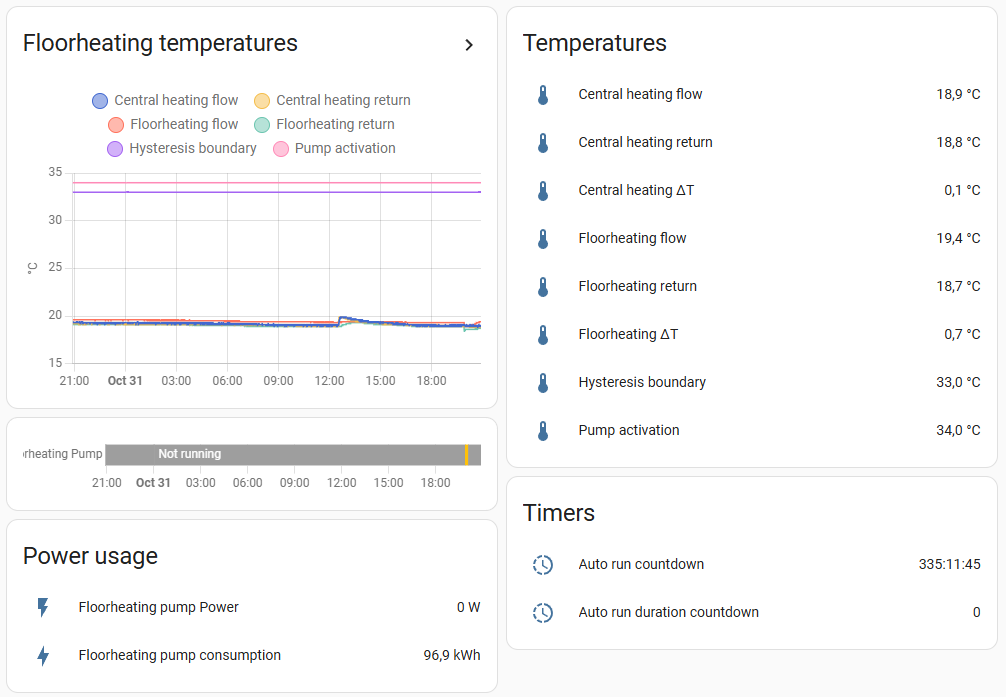 Floorheating temperatures
Central heating flow
Central heating return
Floorheating flow
Floorheating return
Hysteresis boundary
Pump activation
35
30
25
20
15
°C
21:00 Oct 31 03:00 06:00 09:00 12:00 15:00 18:00
rheating Pump
Not running
21:00 Oct 31 03:00 06:00 09:00 12:00 15:00 18:00
Power usage
Floorheating pump Power 0 W
Floorheating pump consumption 96,9 kWh
Temperatures
Central heating flow 18,9 °C
Central heating return 18,8 °C
Central heating ΔT 0,1 °C
Floorheating flow 19,4 °C
Floorheating return 18,7 °C
Floorheating ΔT 0,7 °C
Hysteresis boundary 33,0 °C
Pump activation 34,0 °C
Timers
Auto run countdown 335:11:45
Auto run duration countdown 0